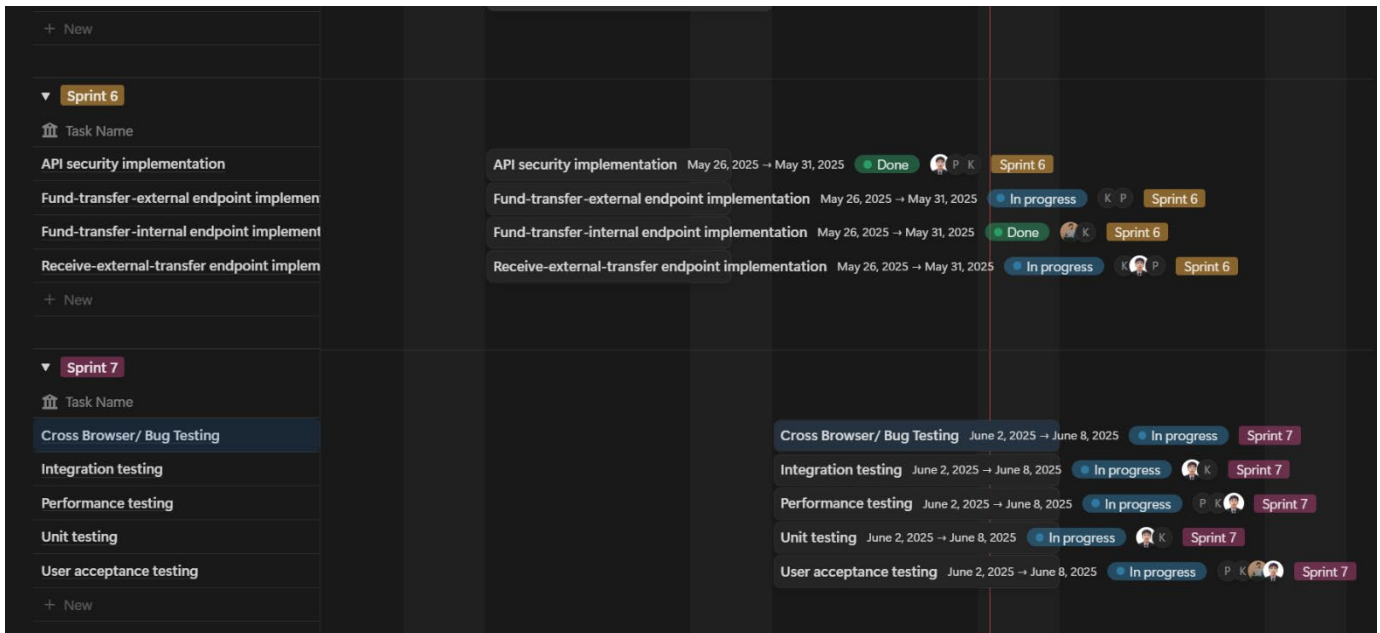 + New
Sprint 6
Task Name
API security implementation API security implementation May 26, 2025 → May 31, 2025 Done P K Sprint 6
Fund-transfer-external endpoint implemen Fund-transfer-external endpoint implementation May 26, 2025 → May 31, 2025 In progress K P Sprint 6
Fund-transfer-internal endpoint implement Fund-transfer-internal endpoint implementation May 26, 2025 → May 31, 2025 Done K Sprint 6
Receive-external-transfer endpoint implem Receive-external-transfer endpoint implementation May 26, 2025 → May 31, 2025 In progress K P Sprint 6
+ New
Sprint 7
Task Name
Cross Browser/ Bug Testing Cross Browser/ Bug Testing June 2, 2025 → June 8, 2025 In progress Sprint 7
Integration testing Integration testing June 2, 2025 → June 8, 2025 In progress K Sprint 7
Performance testing Performance testing June 2, 2025 → June 8, 2025 In progress P K Sprint 7
Unit testing Unit testing June 2, 2025 → June 8, 2025 In progress K Sprint 7
User acceptance testing User acceptance testing June 2, 2025 → June 8, 2025 In progress P K Sprint 7
+ New